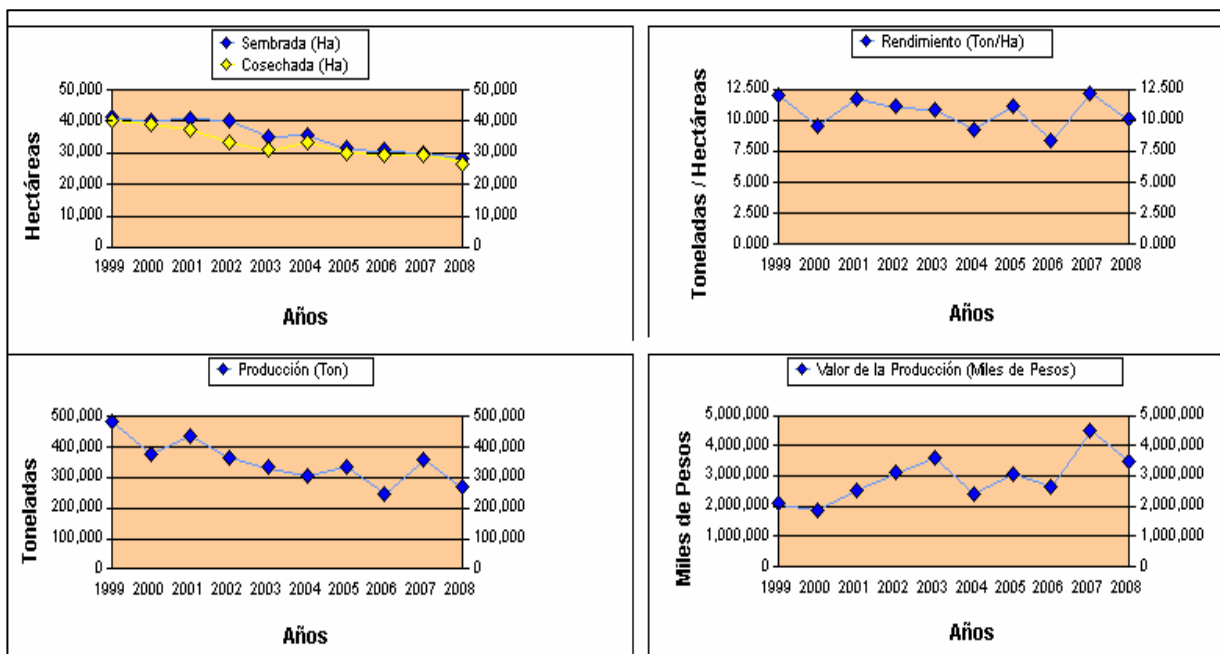 Sembrada (Ha)
Cosechada (Ha)
50,000 50,000
40,000 40,000
30,000 30,000
20,000 20,000
10,000 10,000
0 0
1999 2000 2001 2002 2003 2004 2005 2006 2007 2008
Hectáreas
Años
Rendimiento (Ton/Ha)
12.500 12.500
10.000 10.000
7.500 7.500
5.000 5.000
2.500 2.500
0.000 0.000
1999 2000 2001 2002 2003 2004 2005 2006 2007 2008
Toneladas / Hectáreas
Años
Producción (Ton)
500,000 500,000
400,000 400,000
300,000 300,000
200,000 200,000
100,000 100,000
0 0
1999 2000 2001 2002 2003 2004 2005 2006 2007 2008
Toneladas
Años
Valor de la Producción (Miles de Pesos)
5,000,000 5,000,000
4,000,000 4,000,000
3,000,000 3,000,000
2,000,000 2,000,000
1,000,000 1,000,000
0 0
1999 2000 2001 2002 2003 2004 2005 2006 2007 2008
Miles de Pesos
Años